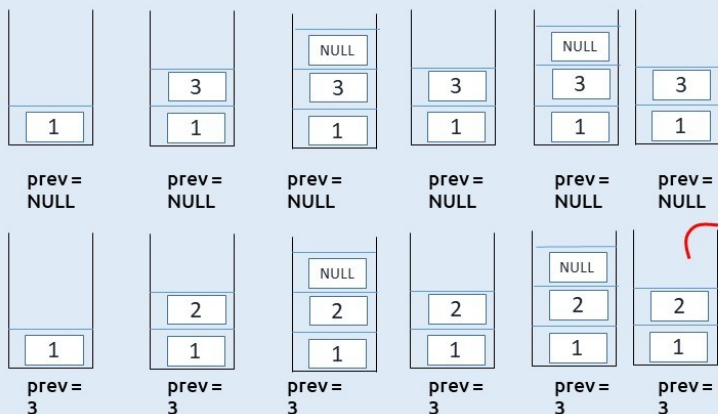 1
3
1
NULL
3
1
3
1
NULL
3
1
3
1
prev =
NULL
prev =
NULL
prev =
NULL
prev =
NULL
prev =
NULL
prev =
NULL
1
2
1
NULL
2
1
2
1
NULL
2
1
2
1
prev =
3
prev =
3
prev =
3
prev =
3
prev =
3
prev =
3